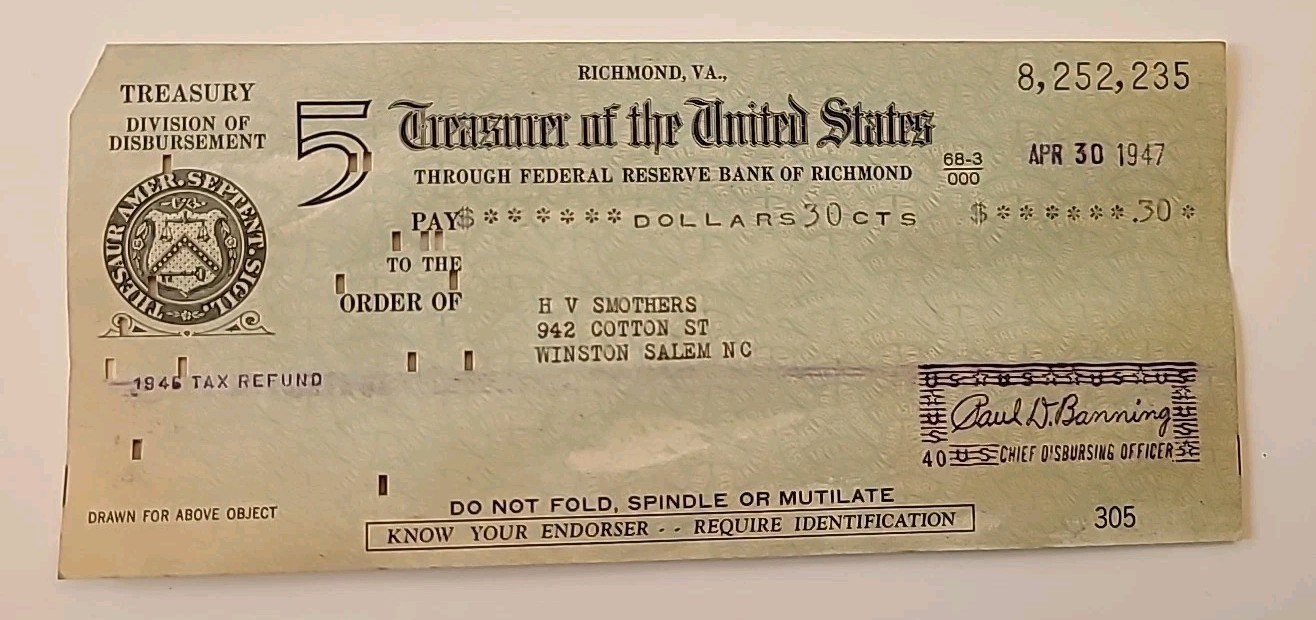 RICHMOND, VA.,
8,252,235
TREASURY
DIVISION OF
DISBURSEMENT
5
Treasurer of the United States
THROUGH FEDERAL RESERVE BANK OF RICHMOND
68-3
000
APR 30 1947
THESAUR. AMER. SEPTENT. SIGIL.
PAY $ * * * * * * DOLLARS 30 CTS $ * * * * * * .30 *
TO THE
ORDER OF
H V SMOTHERS
942 COTTON ST
WINSTON SALEM NC
1946 TAX REFUND
Paul D. Banning
40 U S CHIEF DISBURSING OFFICER
DRAWN FOR ABOVE OBJECT
DO NOT FOLD, SPINDLE OR MUTILATE
KNOW YOUR ENDORSER - - REQUIRE IDENTIFICATION
305